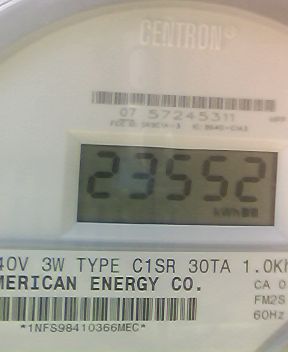 CENTRON®
07 57245311
23552
kWh
40V 3W TYPE C1SR 30TA 1.0Kh
MERICAN ENERGY CO.
CA 0
FM2S
60Hz
*1NFS98410366MEC*